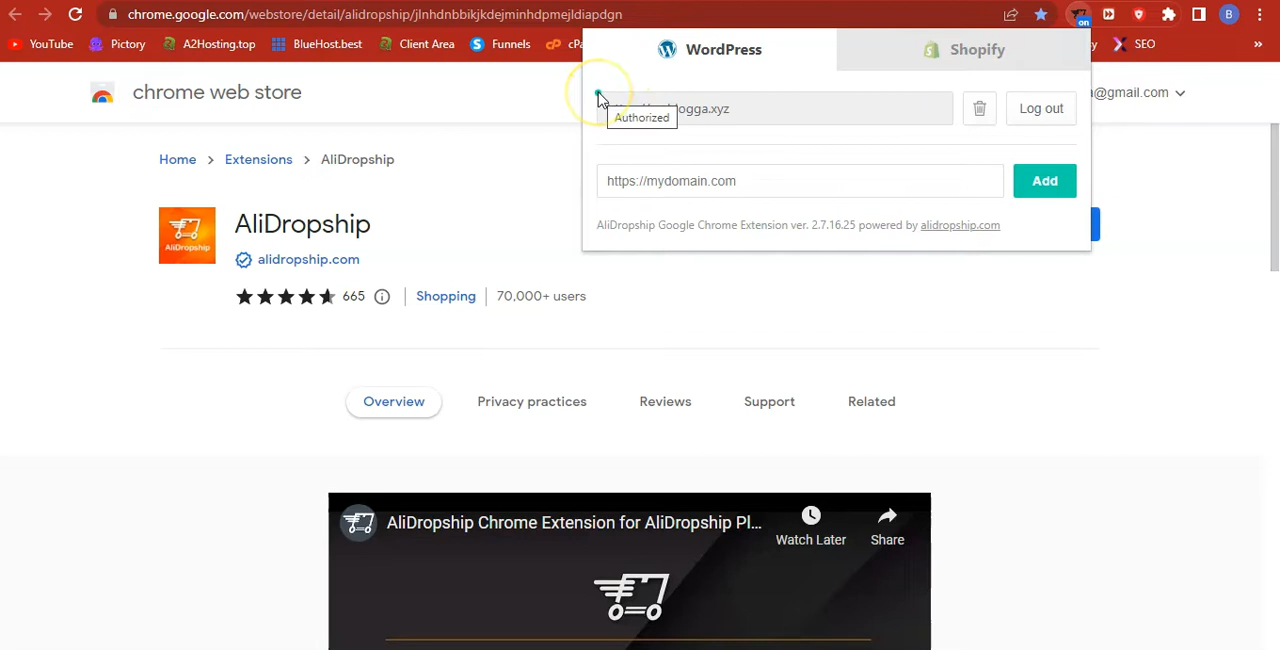 chrome.google.com/webstore/detail/alidropship/jlnhdnbbikjkdejminhdpmejldiapdgn
YouTube Pictory A2Hosting.top BlueHost.best Client Area Funnels SEO
on
B
WordPress Shopify
chrome web store
@gmail.com
ogga.xyz
Authorized
Log out
Home > Extensions > AliDropship
https://mydomain.com Add
AliDropship Google Chrome Extension ver. 2.7.16.25 powered by alidropship.com
AliDropship
AliDropship
alidropship.com
665 Shopping 70,000+ users
Overview Privacy practices Reviews Support Related
AliDropship Chrome Extension for AliDropship Pl...
Watch Later Share